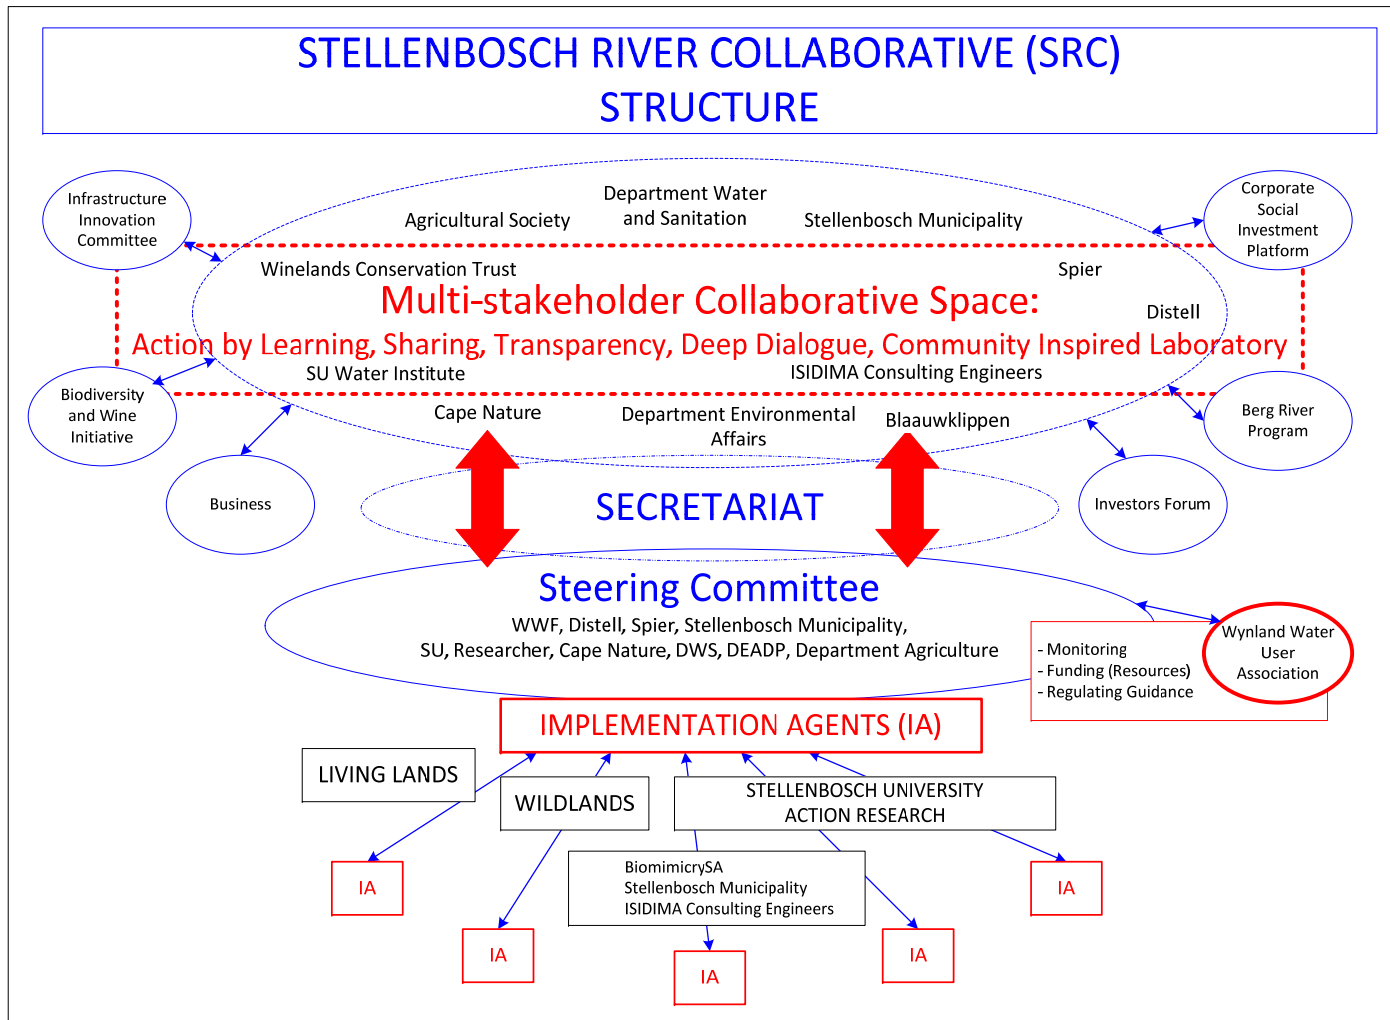 STELLENBOSCH RIVER COLLABORATIVE (SRC)
STRUCTURE
Infrastructure
Innovation
Committee
Agricultural Society
Department Water
and Sanitation
Stellenbosch Municipality
Corporate
Social
Investment
Platform
Winelands Conservation Trust
Spier
Multi-stakeholder Collaborative Space:
Distell
Action by Learning, Sharing, Transparency, Deep Dialogue, Community Inspired Laboratory
SU Water Institute
ISIDIMA Consulting Engineers
Biodiversity
and Wine
Initiative
Cape Nature
Department Environmental
Affairs
Blaauwklippen
Berg River
Program
Business
SECRETARIAT
Investors Forum
Steering Committee
WWF, Distell, Spier, Stellenbosch Municipality,
SU, Researcher, Cape Nature, DWS, DEADP, Department Agriculture
- Monitoring
- Funding (Resources)
- Regulating Guidance
Wynland Water
User
Association
IMPLEMENTATION AGENTS (IA)
LIVING LANDS
WILDLANDS
STELLENBOSCH UNIVERSITY
ACTION RESEARCH
BiomimicrySA
Stellenbosch Municipality
ISIDIMA Consulting Engineers
IA
IA
IA
IA
IA